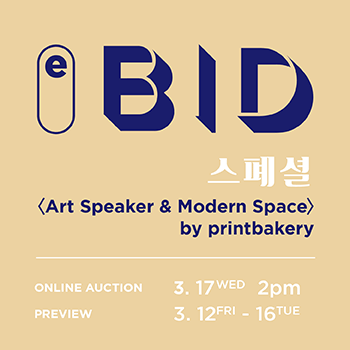 e BID
스페셜
〈Art Speaker & Modern Space〉
by printbakery
ONLINE AUCTION 3. 17WED 2pm
PREVIEW 3. 12FRI - 16TUE